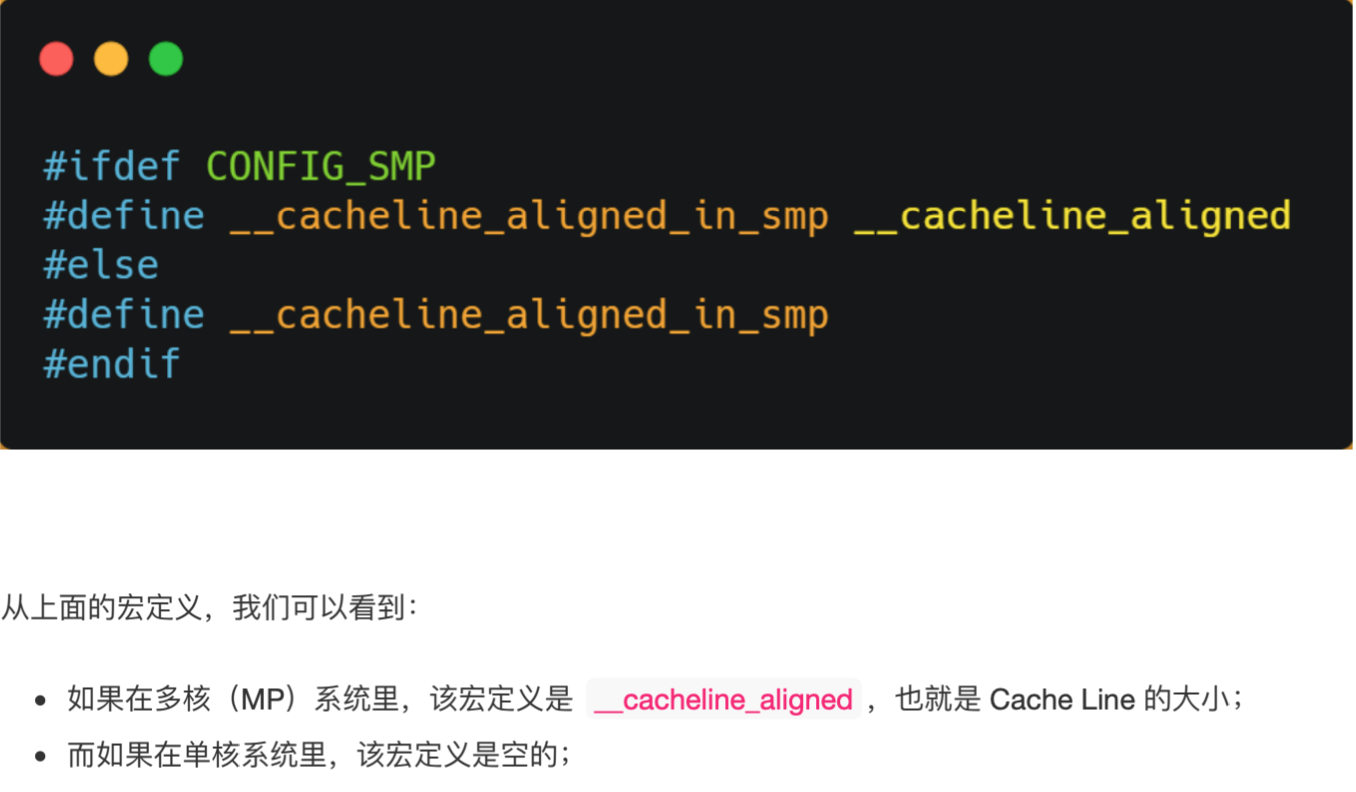 #ifdef CONFIG_SMP
#define __cacheline_aligned_in_smp __cacheline_aligned
#else
#define __cacheline_aligned_in_smp
#endif
从上面的宏定义，我们可以看到：
• 如果在多核（MP）系统里，该宏定义是 __cacheline_aligned ，也就是 Cache Line 的大小；
• 而如果在单核系统里，该宏定义是空的；